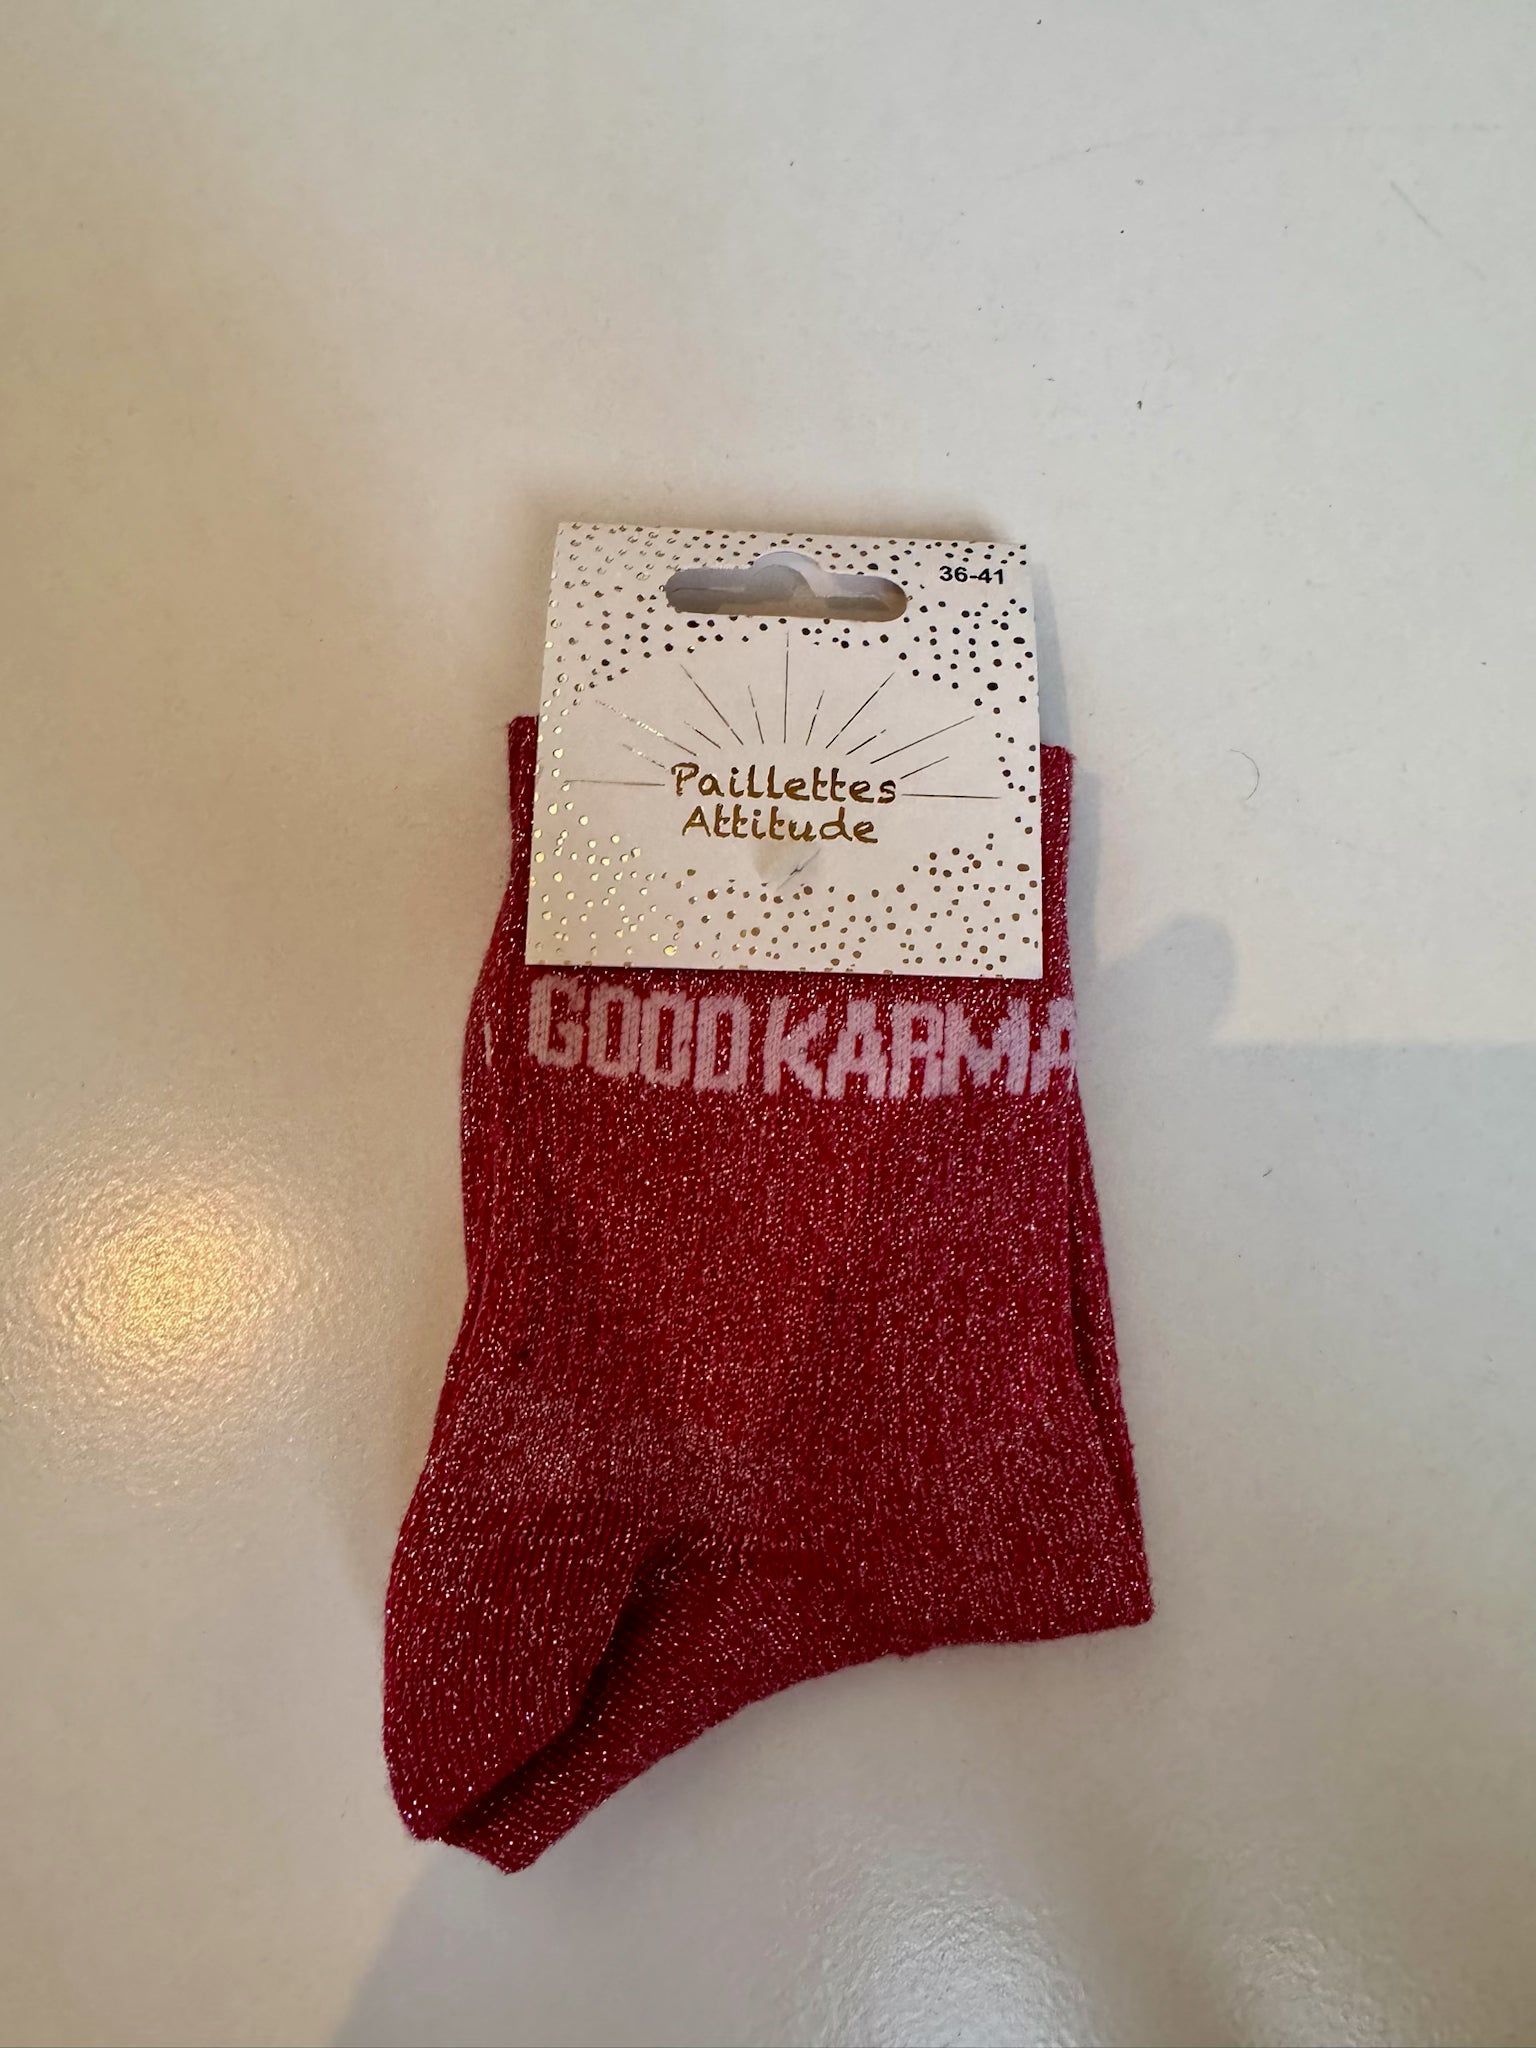 36-41
Paillettes
Attitude
GOOD KARMA